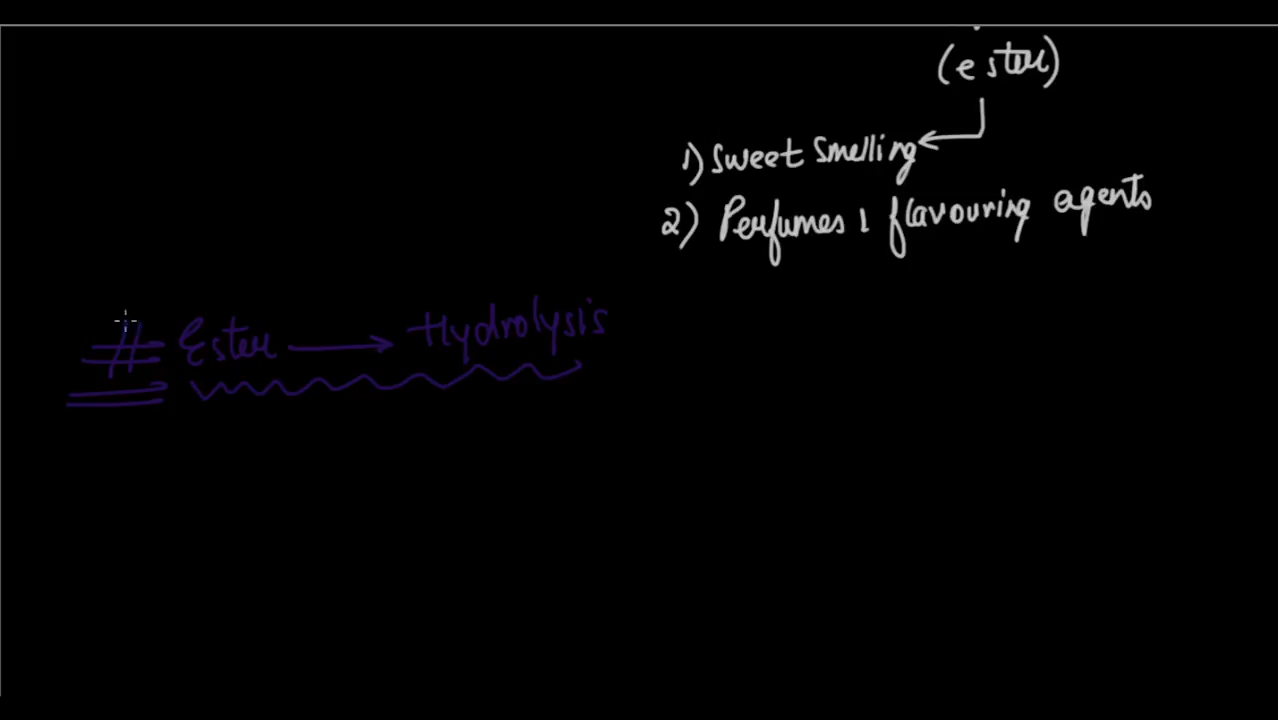 (ester)
1) Sweet Smelling
2) Perfumes, flavouring agents
# Ester → Hydrolysis